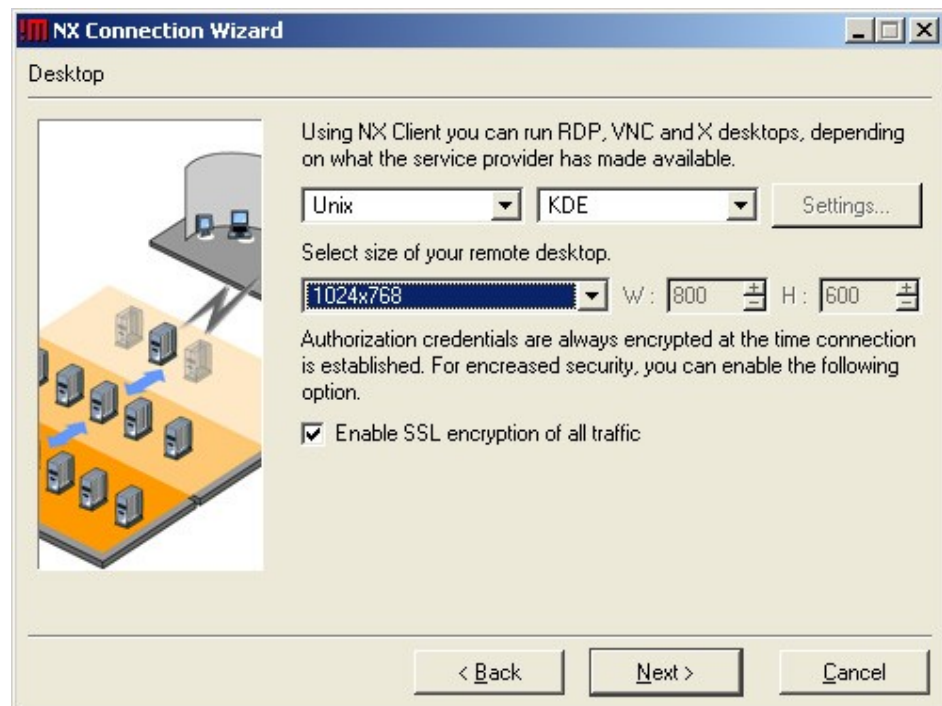 !M NX Connection Wizard
Desktop
Using NX Client you can run RDP, VNC and X desktops, depending
on what the service provider has made available.
Unix KDE Settings...
Select size of your remote desktop.
1024x768 W : 800 H : 600
Authorization credentials are always encrypted at the time connection
is established. For encreased security, you can enable the following
option.
Enable SSL encryption of all traffic
< Back Next > Cancel